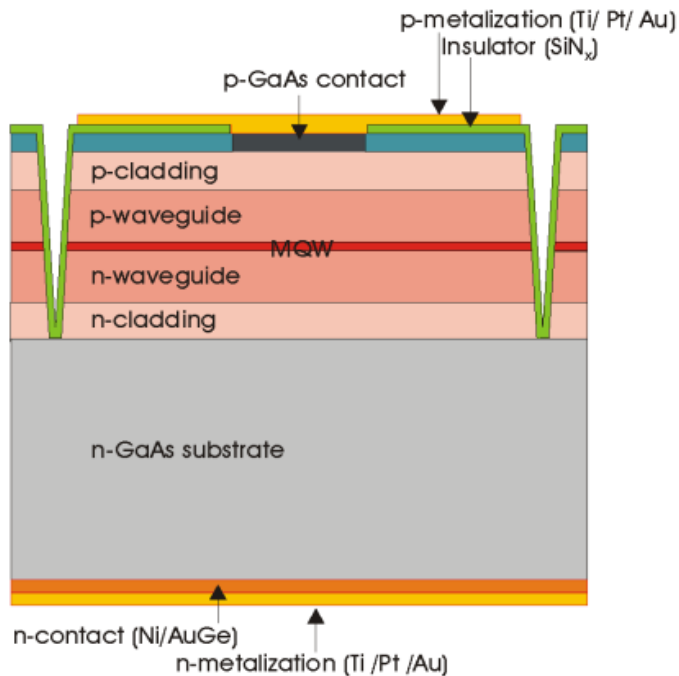 p-metalization (Ti/ Pt/ Au)
Insulator (SiNx)
p-GaAs contact
p-cladding
p-waveguide
MQW
n-waveguide
n-cladding
n-GaAs substrate
n-contact (Ni/AuGe)
n-metalization (Ti /Pt /Au)